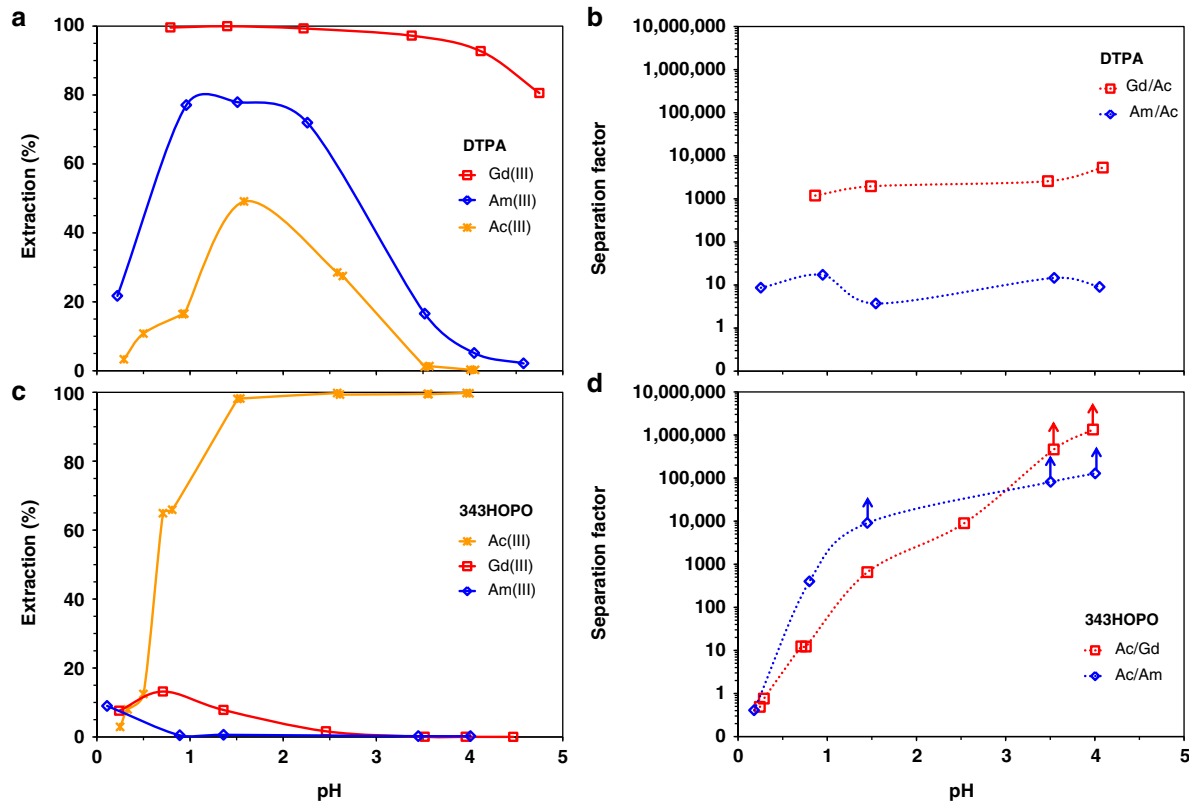 a
100
80
60
40
20
0
Extraction (%)
DTPA
Gd(III)
Am(III)
Ac(III)
b
10,000,000
1,000,000
100,000
10,000
1000
100
10
1
0
Separation factor
DTPA
Gd/Ac
Am/Ac
c
100
80
60
40
20
0
Extraction (%)
343HOPO
Ac(III)
Gd(III)
Am(III)
0 1 2 3 4 5
pH
d
10,000,000
1,000,000
100,000
10,000
1000
100
10
1
0
Separation factor
343HOPO
Ac/Gd
Ac/Am
0 1 2 3 4 5
pH